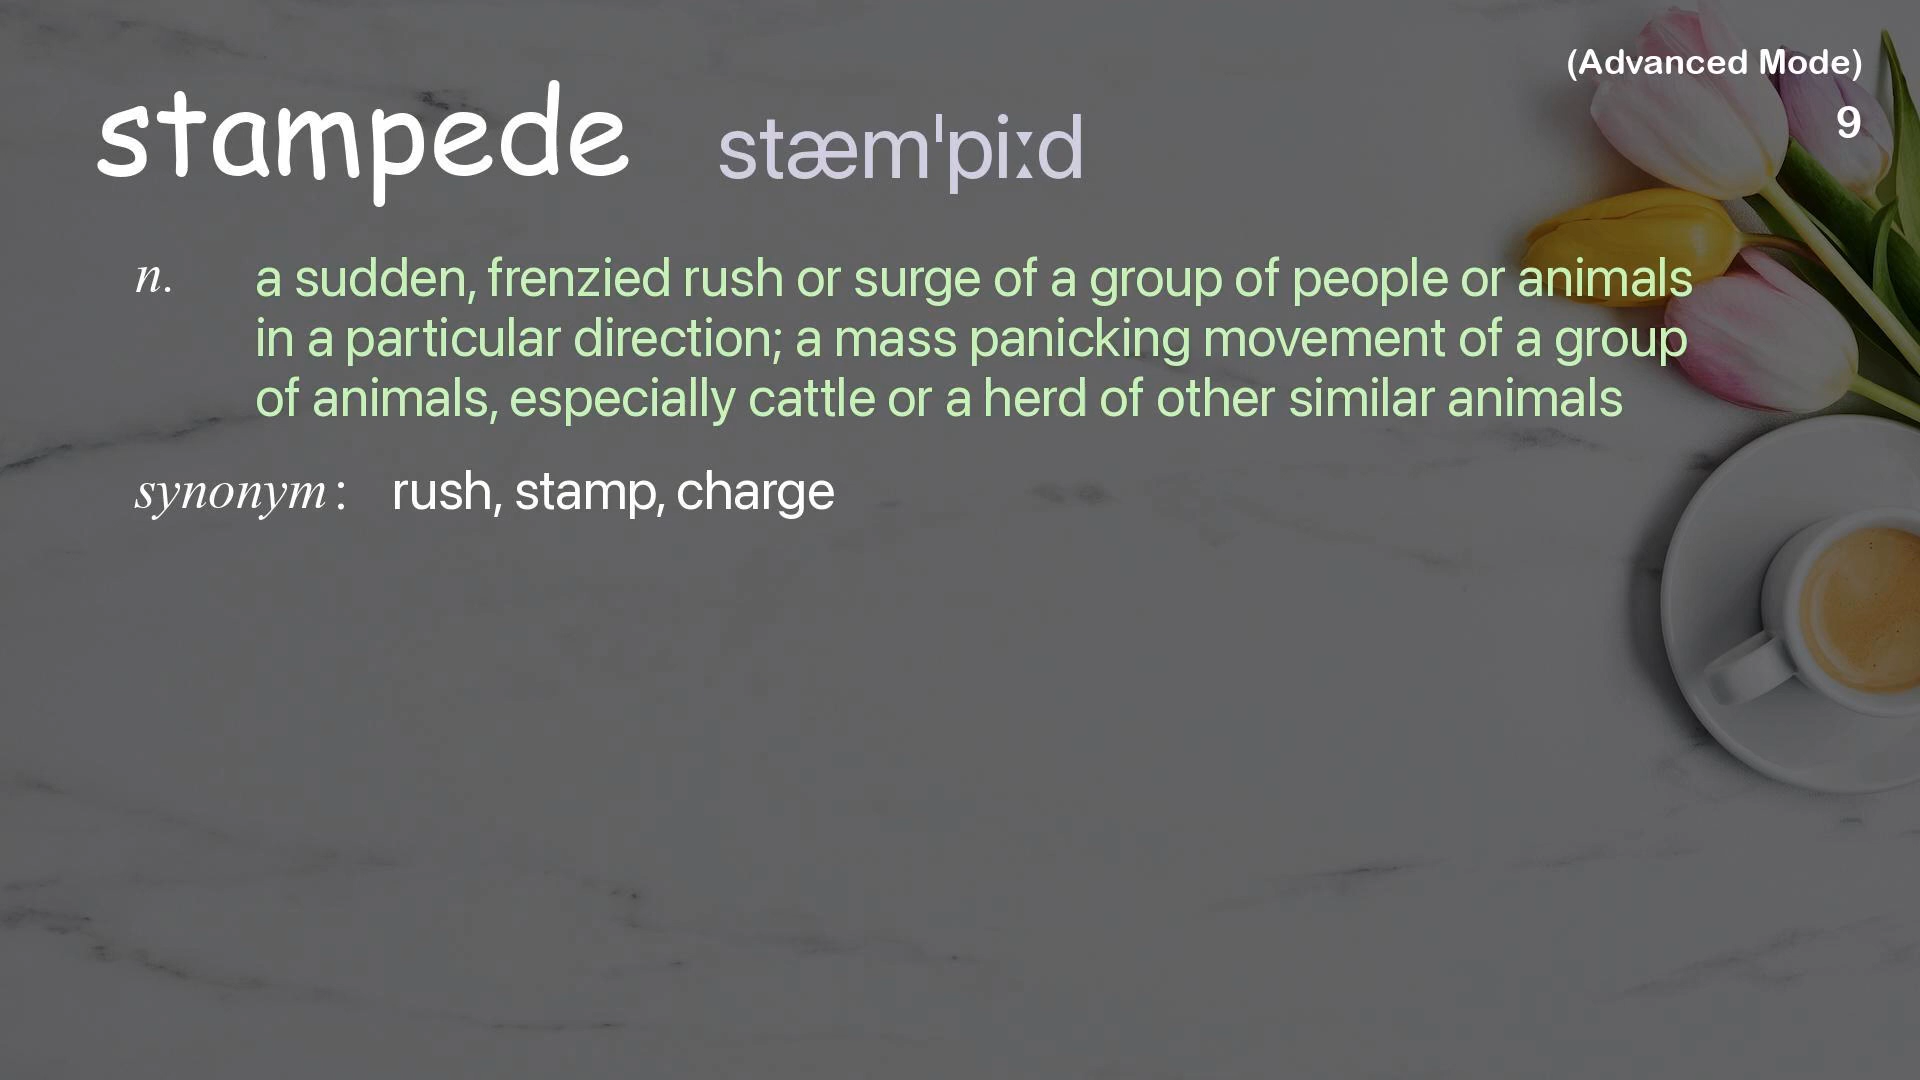 (Advanced Mode)
stampede stæmˈpiːd
9
n. a sudden, frenzied rush or surge of a group of people or animals
in a particular direction; a mass panicking movement of a group
of animals, especially cattle or a herd of other similar animals
synonym: rush, stamp, charge